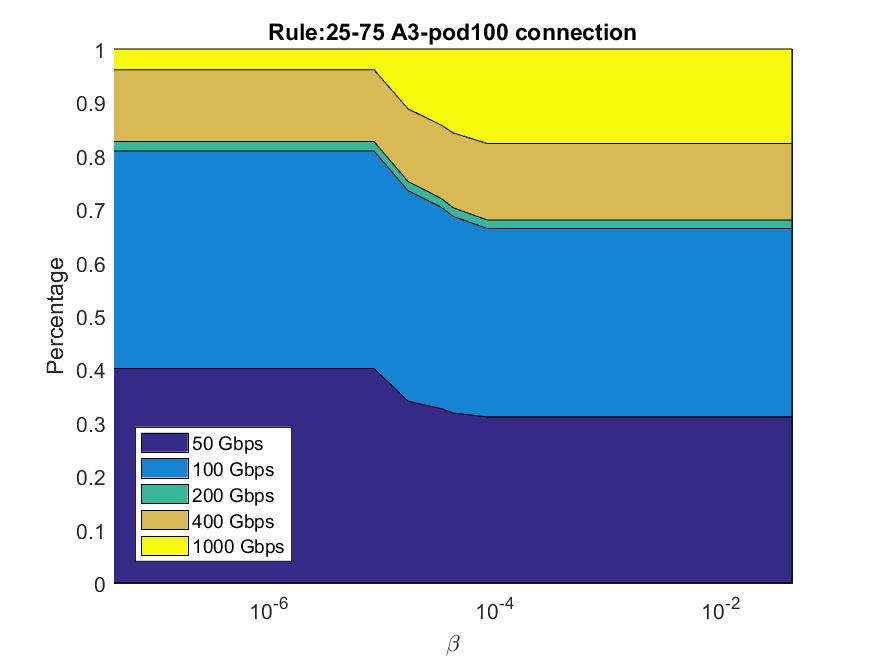 Rule:25-75 A3-pod100 connection
1
0.9
0.8
0.7
0.6
0.5
0.4
0.3
0.2
0.1
0
Percentage
50 Gbps
100 Gbps
200 Gbps
400 Gbps
1000 Gbps
10⁻⁶ 10⁻⁴ 10⁻²
β